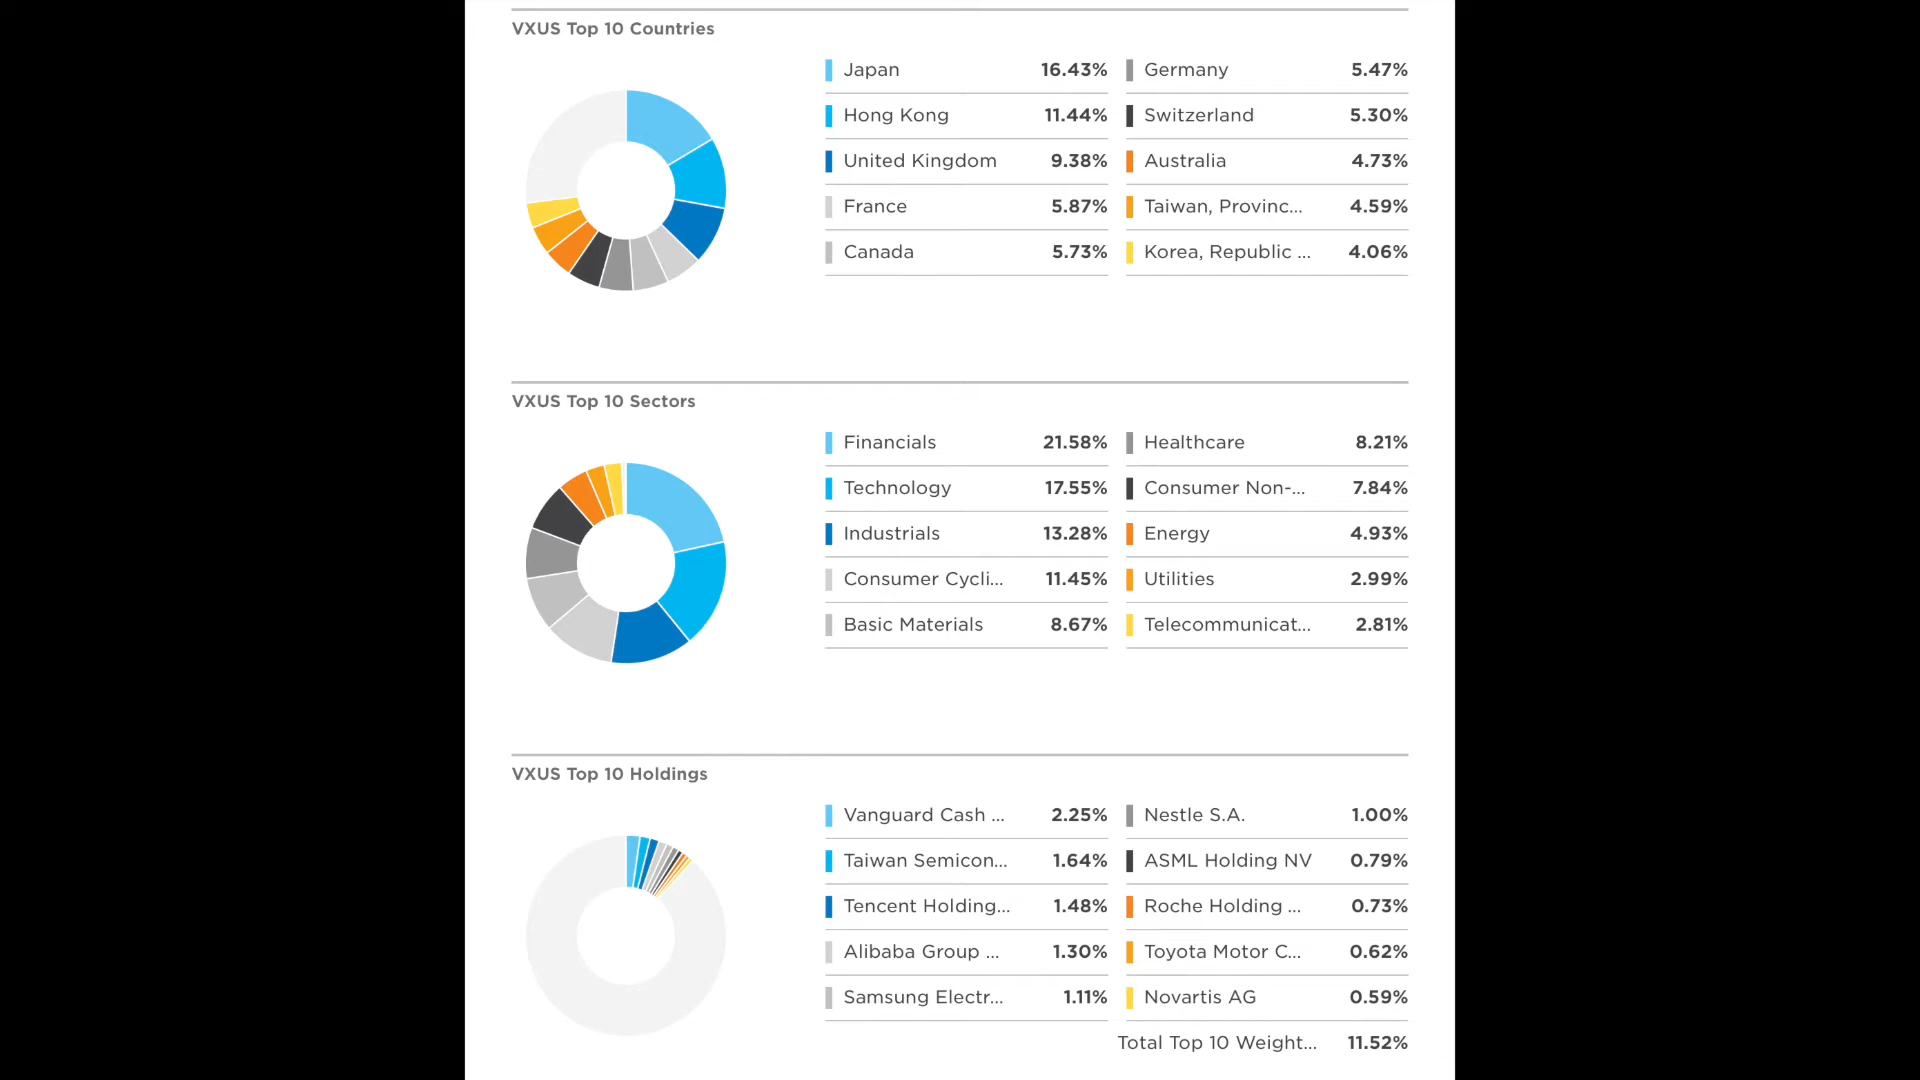 VXUS Top 10 Countries
Japan 16.43% Germany 5.47%
Hong Kong 11.44% Switzerland 5.30%
United Kingdom 9.38% Australia 4.73%
France 5.87% Taiwan, Provinc... 4.59%
Canada 5.73% Korea, Republic ... 4.06%
VXUS Top 10 Sectors
Financials 21.58% Healthcare 8.21%
Technology 17.55% Consumer Non-... 7.84%
Industrials 13.28% Energy 4.93%
Consumer Cycli... 11.45% Utilities 2.99%
Basic Materials 8.67% Telecommunicat... 2.81%
VXUS Top 10 Holdings
Vanguard Cash ... 2.25% Nestle S.A. 1.00%
Taiwan Semicon... 1.64% ASML Holding NV 0.79%
Tencent Holding... 1.48% Roche Holding ... 0.73%
Alibaba Group ... 1.30% Toyota Motor C... 0.62%
Samsung Electr... 1.11% Novartis AG 0.59%
Total Top 10 Weight... 11.52%